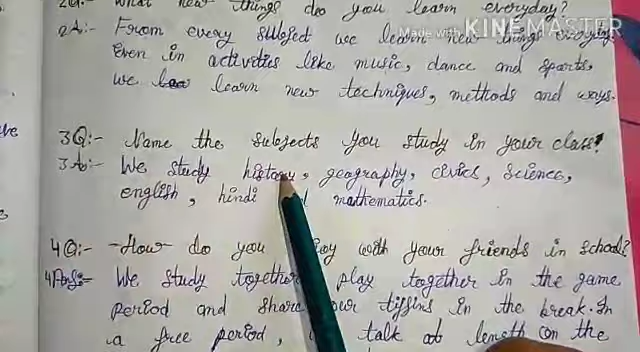 2Q:- What new things do you learn everyday?
2A:- From every subject we learn new things
Made with KINEMASTER
Even in activities like music, dance and sports,
we learn new techniques, methods and ways.
3Q:- Name the subjects you study in your class?
3A:- We study history, geagraphy, civics, science,
english, hindi mathematics.
4Q:- How do you with your friends in school?
4Ans:- We study together play together in the game
period and share our tiffins in the break. In
a free period, talk at length on the